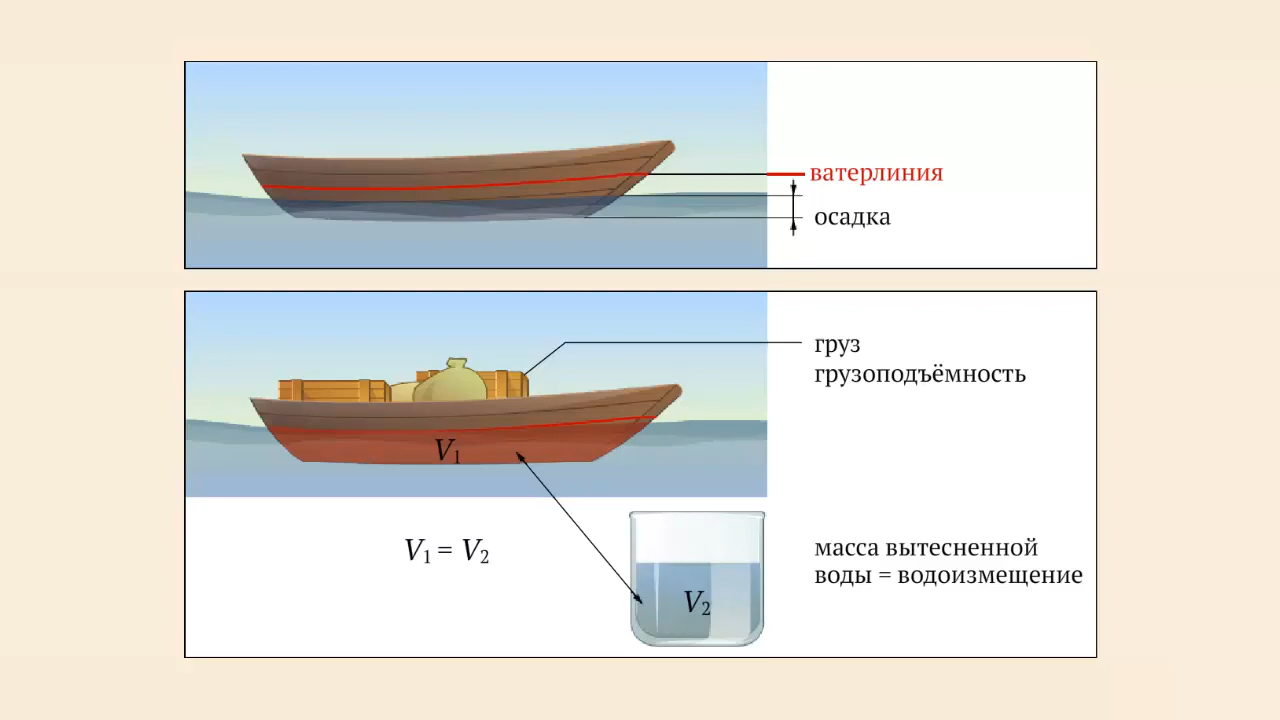 ватерлиния
осадка
груз
грузоподъёмность
V₁
V₁ = V₂
масса вытесненной
воды = водоизмещение
V₂